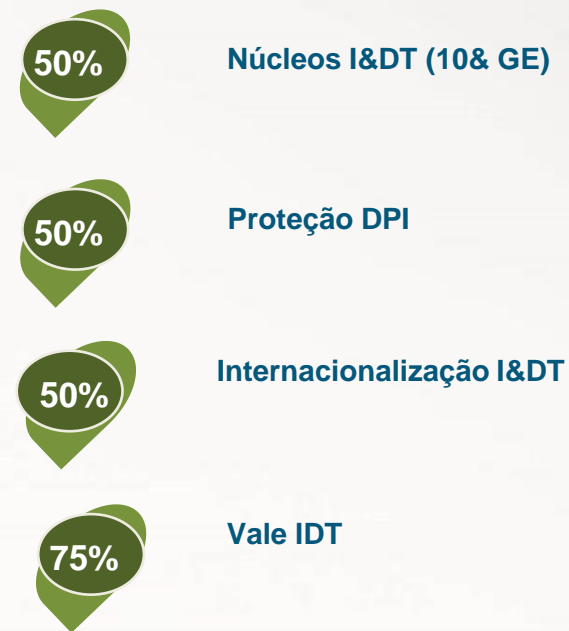 50%
Núcleos I&DT (10& GE)
50%
Proteção DPI
50%
Internacionalização I&DT
75%
Vale IDT